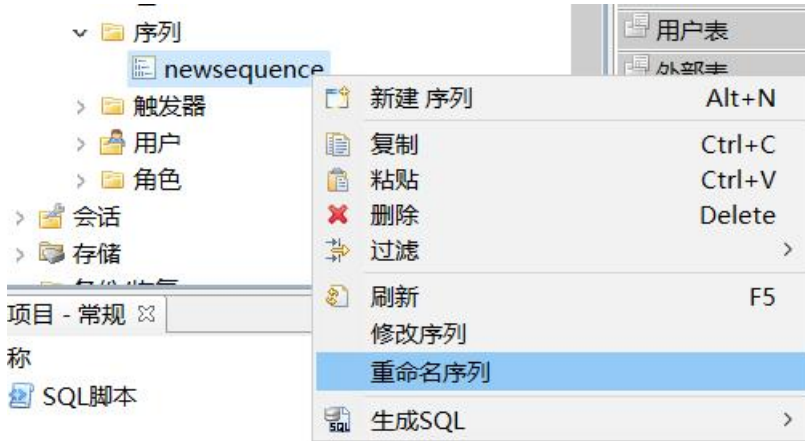 序列
newsequence
触发器
用户
角色
会话
存储
项目 - 常规
称
SQL脚本
用户表
外部表
新建 序列 Alt+N
复制 Ctrl+C
粘贴 Ctrl+V
删除 Delete
过滤
刷新 F5
修改序列
重命名序列
生成SQL